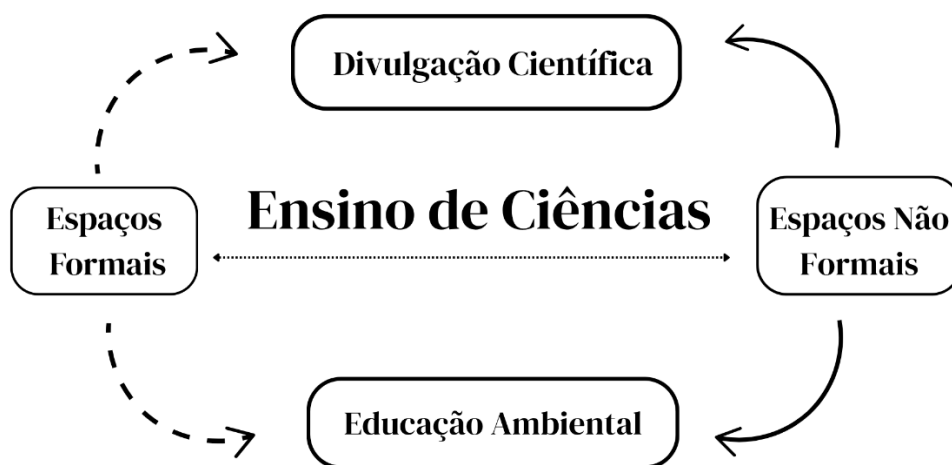 Divulgação Científica
Ensino de Ciências
Espaços
Formais
Espaços Não
Formais
Educação Ambiental